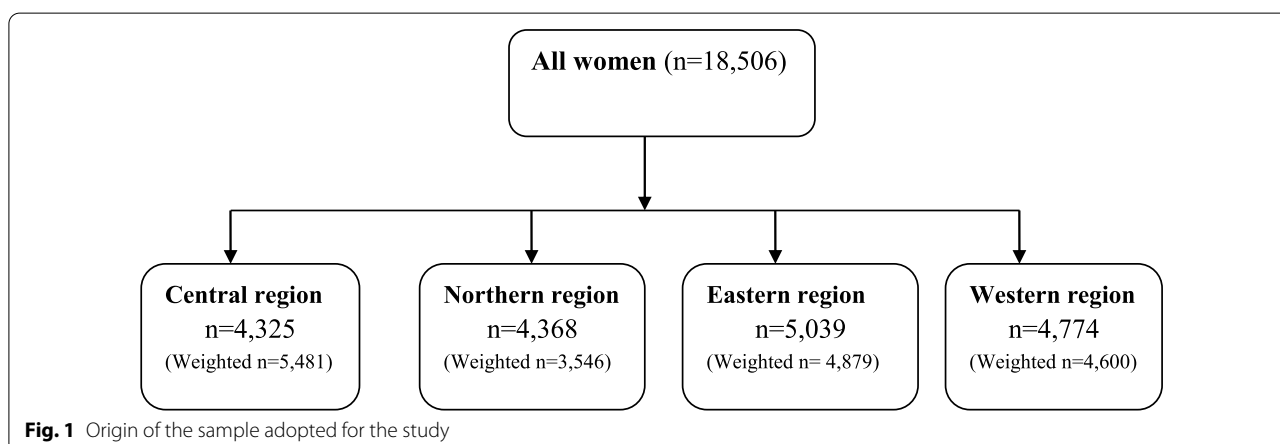 All women (n=18,506)
Central region
n=4,325
(Weighted n=5,481)
Northern region
n=4,368
(Weighted n=3,546)
Eastern region
n=5,039
(Weighted n= 4,879)
Western region
n=4,774
(Weighted n=4,600)
Fig. 1 Origin of the sample adopted for the study